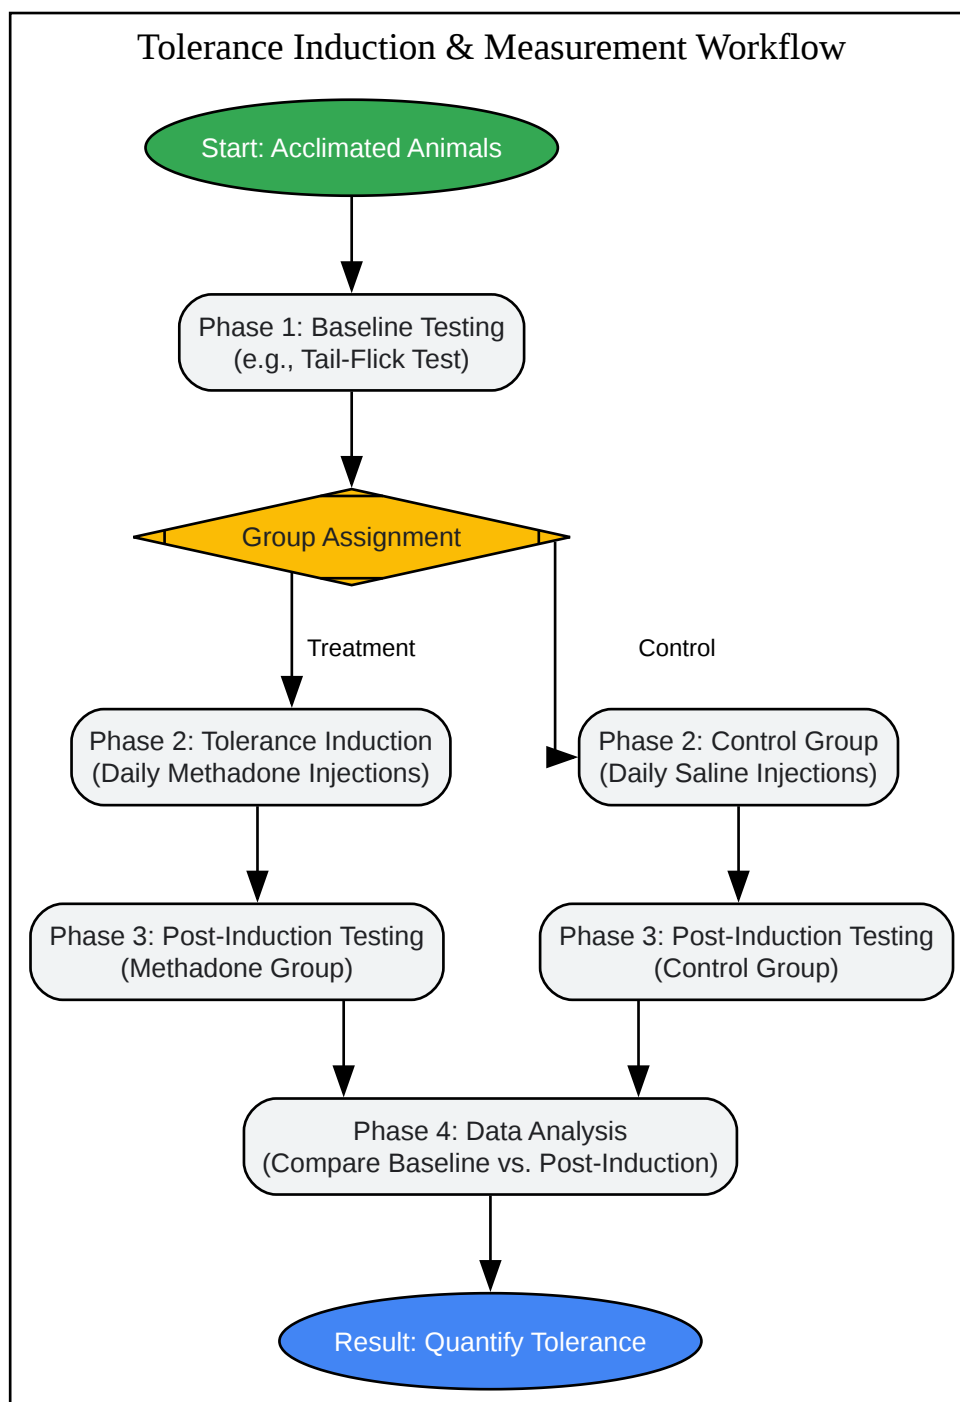 Tolerance Induction & Measurement Workflow
Start: Acclimated Animals
Phase 1: Baseline Testing
(e.g., Tail-Flick Test)
Group Assignment
Treatment
Control
Phase 2: Tolerance Induction
(Daily Methadone Injections)
Phase 2: Control Group
(Daily Saline Injections)
Phase 3: Post-Induction Testing
(Methadone Group)
Phase 3: Post-Induction Testing
(Control Group)
Phase 4: Data Analysis
(Compare Baseline vs. Post-Induction)
Result: Quantify Tolerance